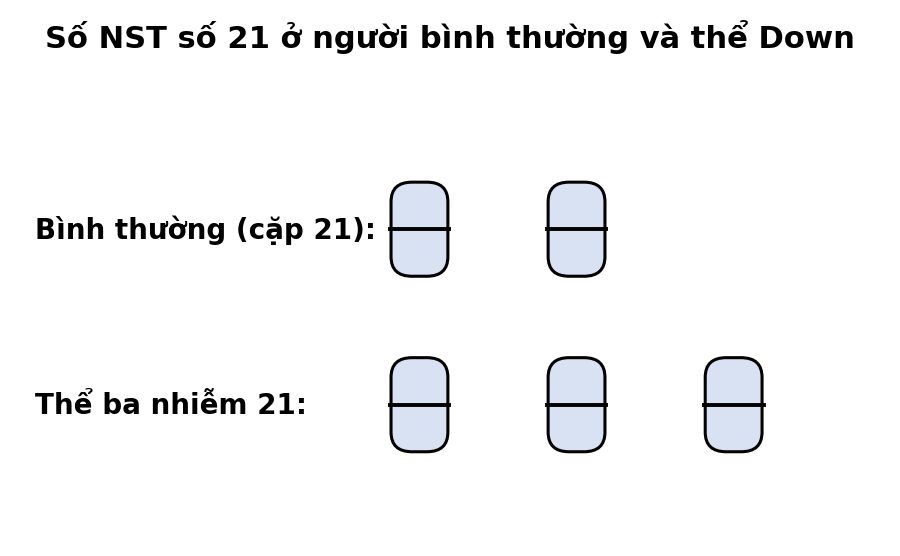 Số NST số 21 ở người bình thường và thể Down
Bình thường (cặp 21):
Thể ba nhiễm 21: